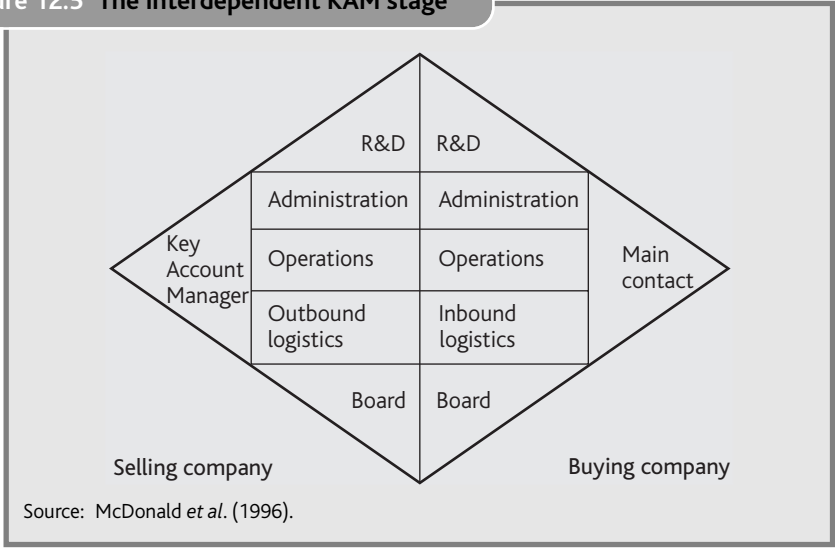 ure 12.5 The interdependent KAM stage
R&D R&D
Administration Administration
Key
Account
Manager
Operations Operations
Main
contact
Outbound
logistics
Inbound
logistics
Board Board
Selling company Buying company
Source: McDonald et al. (1996).